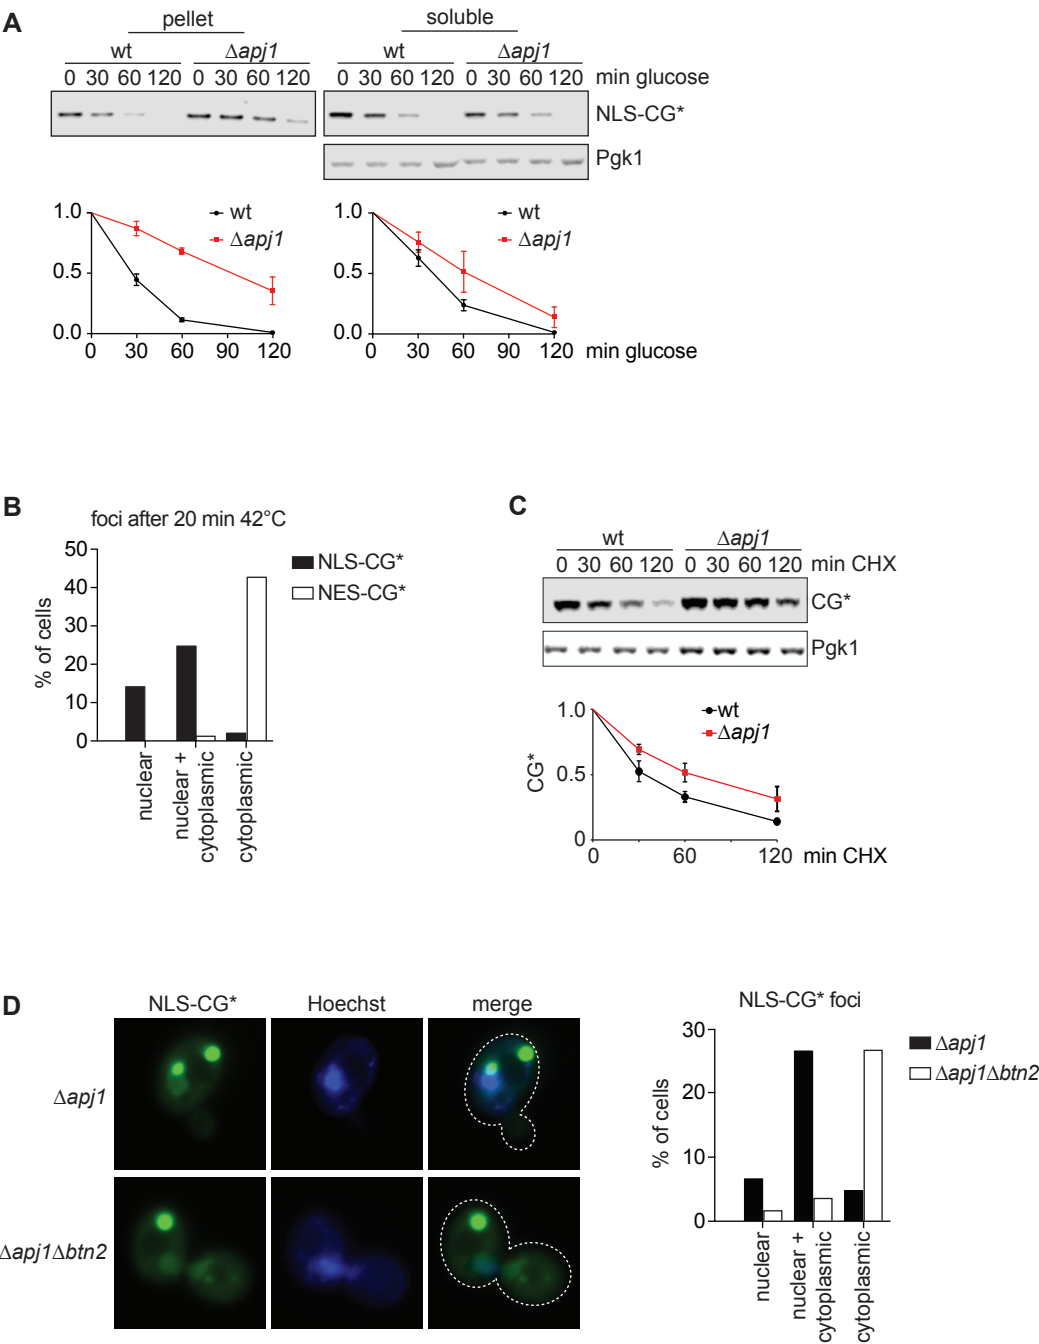 A
pellet
soluble
wt
Δapj1
wt
Δapj1
0 30 60 120 0 30 60 120
0 30 60 120 0 30 60 120 min glucose
NLS-CG*
Pgk1
1.0
0.5
0.0
wt
Δapj1
0 30 60 90 120
1.0
0.5
0.0
wt
Δapj1
0 30 60 90 120 min glucose
B
foci after 20 min 42°C
50
40
30
20
10
0
% of cells
NLS-CG*
NES-CG*
nuclear
nuclear +
cytoplasmic
cytoplasmic
C
wt
Δapj1
0 30 60 120 0 30 60 120 min CHX
CG*
Pgk1
1.0
0.5
0
CG*
wt
Δapj1
0 60 120 min CHX
D
NLS-CG*
Hoechst
merge
Δapj1
Δapj1Δbtn2
NLS-CG* foci
30
20
10
0
% of cells
Δapj1
Δapj1Δbtn2
nuclear
nuclear +
cytoplasmic
cytoplasmic